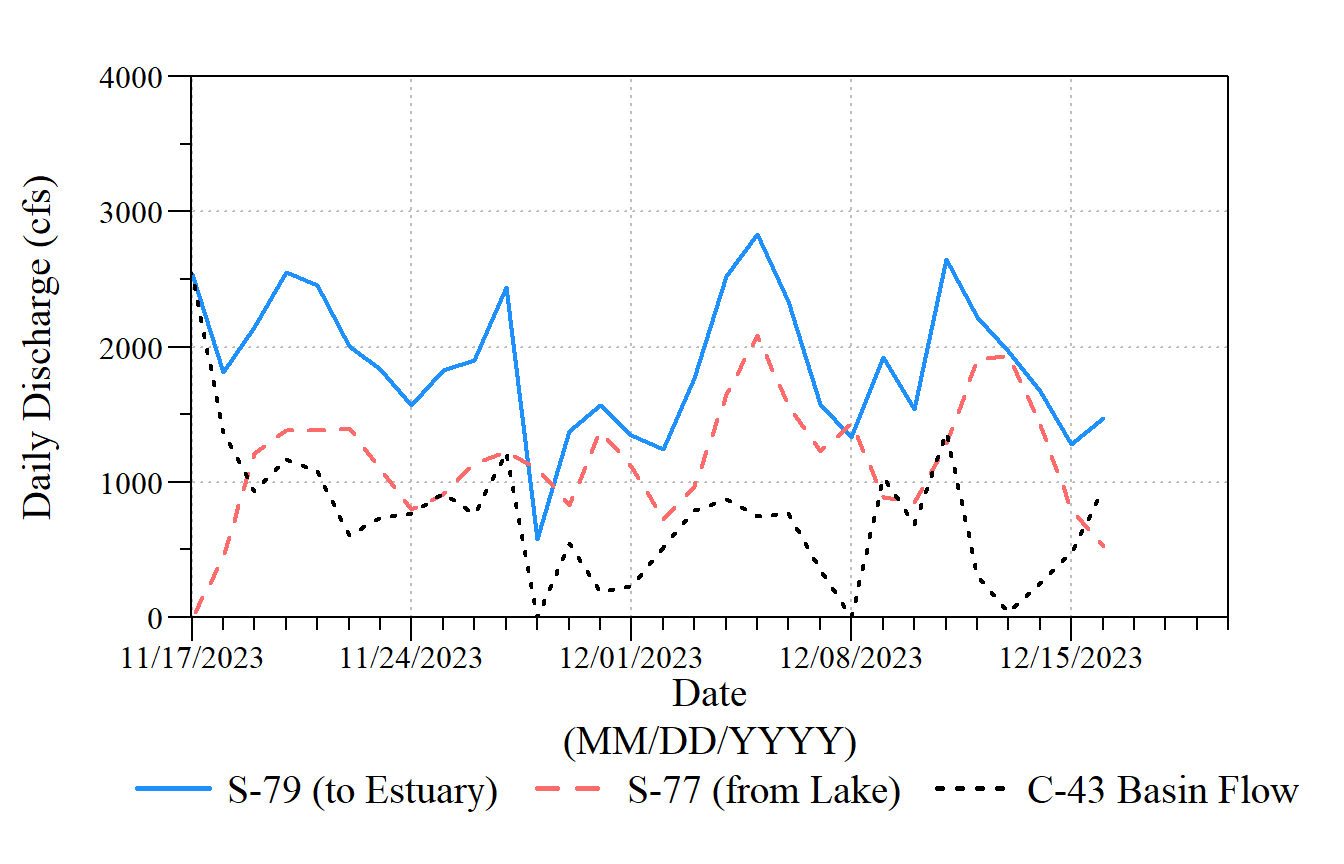 4000
3000
2000
1000
0
Daily Discharge (cfs)
11/17/2023 11/24/2023 12/01/2023 12/08/2023 12/15/2023
Date
(MM/DD/YYYY)
S-79 (to Estuary) S-77 (from Lake) C-43 Basin Flow